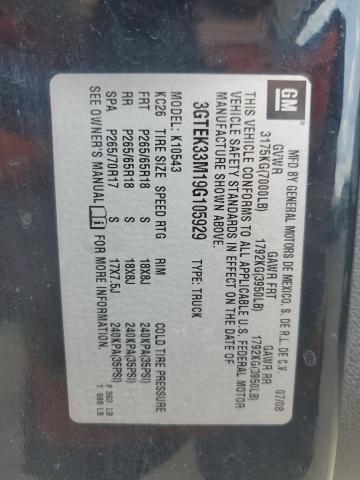 GM
MFD BY GENERAL MOTORS DE MEXICO, S. DE R.L. DE C.V. 07/08
GVWR GAWR FRT GAWR RR
3175KG(7000LB) 1792KG(3950LB) 1792KG(3950LB)
THIS VEHICLE CONFORMS TO ALL APPLICABLE U.S. FEDERAL MOTOR
VEHICLE SAFETY STANDARDS IN EFFECT ON THE DATE OF
MANUFACTURE SHOWN ABOVE.
3GTEK33M19G105929 TYPE: TRUCK
MODEL: K10543
KC26 TIRE SIZE SPEED RTG RIM COLD TIRE PRESSURE
FRT P265/65R18 S 18X8J 240KPA(35PSI)
RR P265/65R18 S 18X8J 240KPA(35PSI)
SPA P265/70R17 S 17X7.5J 240KPA(35PSI)
SEE OWNER'S MANUAL i F 363 LB
T 680 LB